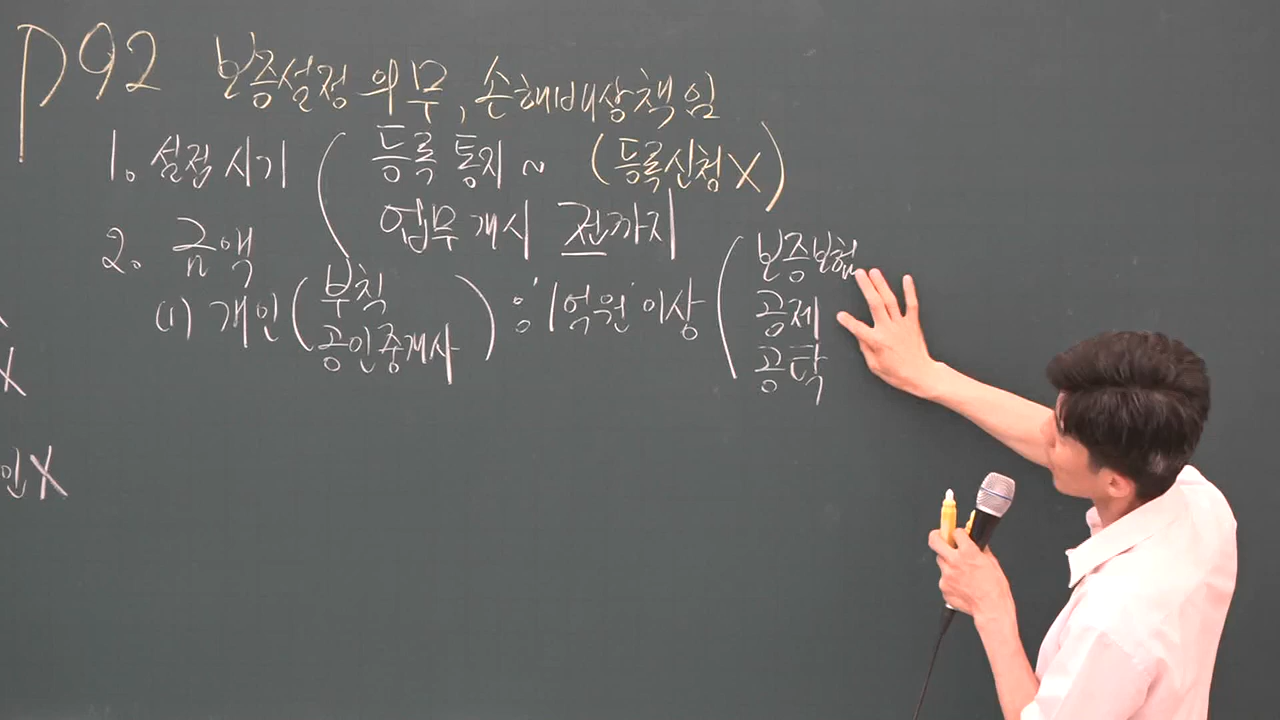 P92 보증설정 의무, 손해배상책임
1. 설정 시기 ( 등록 통지 ~ (등록신청 X)
업무 개시 전까지
2. 금액
(1) 개인 ( 부칙
공인중개사 ) : '1억원' 이상 ( 보증보험
공제
공탁
X
인 X